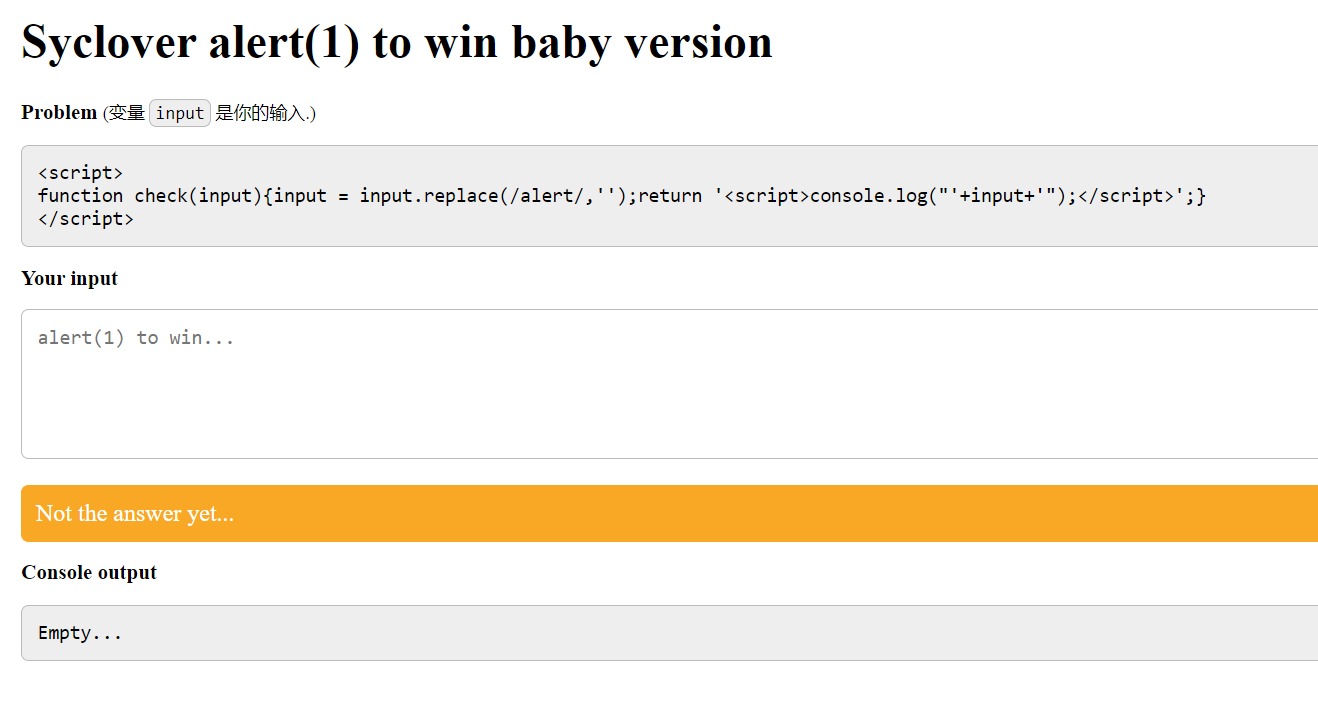 Syclover alert(1) to win baby version
Problem (变量 input 是你的输入.)
<script>
function check(input){input = input.replace(/alert/,'');return '<script>console.log("'+input+'");</script>';}
</script>
Your input
alert(1) to win...
Not the answer yet...
Console output
Empty...